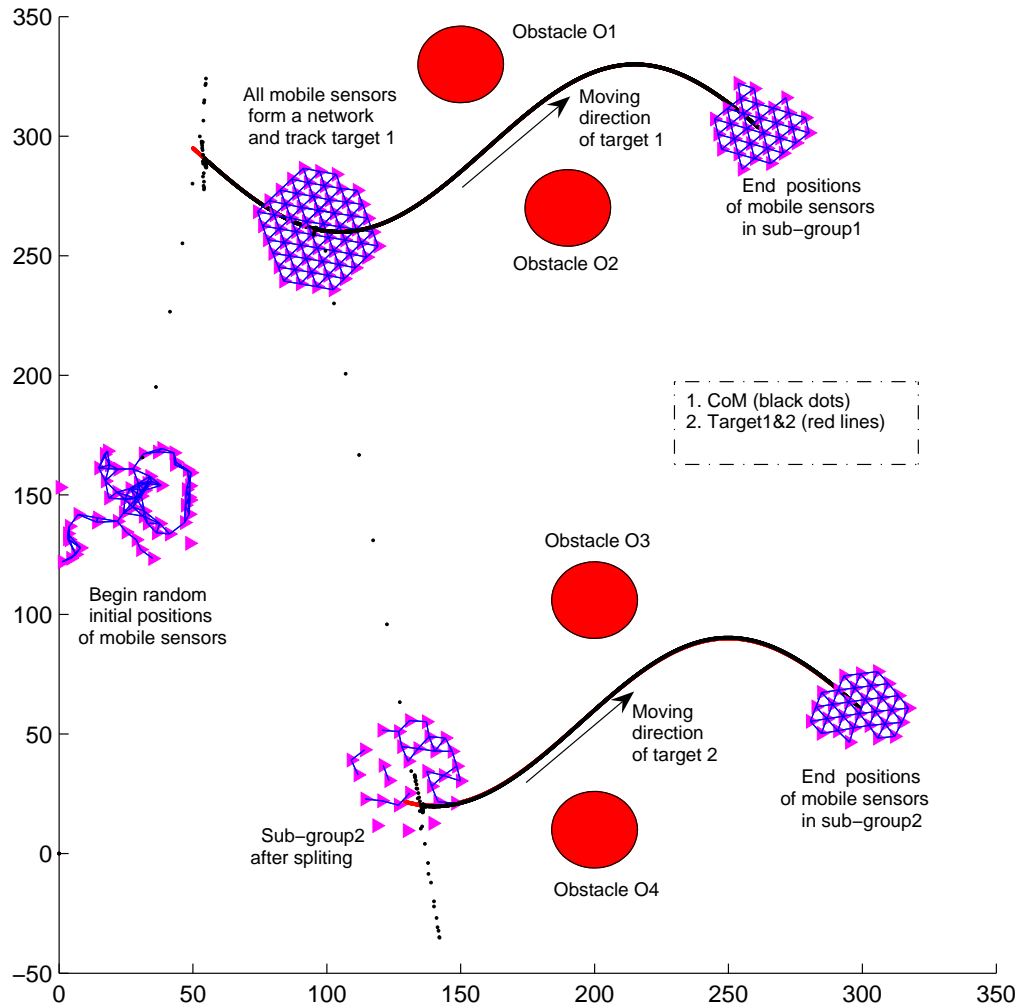 350
300
250
200
150
100
50
0
−50
0
50
100
150
200
250
300
350
Obstacle O1
All mobile sensors
form a network
and track target 1
Moving
direction
of target 1
End positions
of mobile sensors
in sub−group1
Obstacle O2
1. CoM (black dots)
2. Target1&2 (red lines)
Begin random
initial positions
of mobile sensors
Obstacle O3
Moving
direction
of target 2
End positions
of mobile sensors
in sub−group2
Sub−group2
after spliting
Obstacle O4